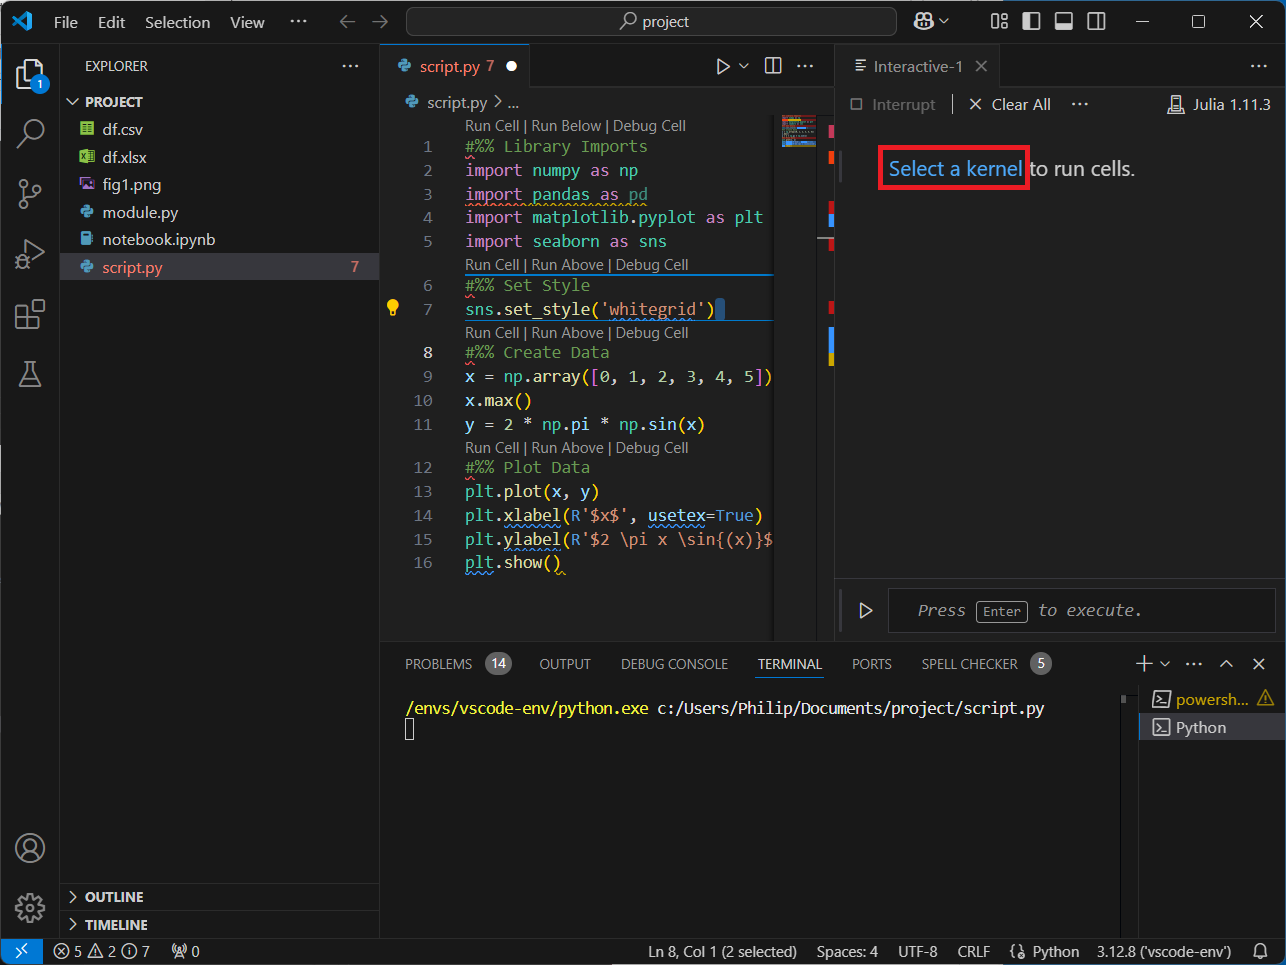 File Edit Selection View ··· project
EXPLORER ···
1
PROJECT
df.csv
df.xlsx
fig1.png
module.py
notebook.ipynb
script.py 7
OUTLINE
TIMELINE
script.py 7
script.py > ...
Run Cell | Run Below | Debug Cell
1 #%% Library Imports
2 import numpy as np
3 import pandas as pd
4 import matplotlib.pyplot as plt
5 import seaborn as sns
Run Cell | Run Above | Debug Cell
6 #%% Set Style
7 sns.set_style('whitegrid')
Run Cell | Run Above | Debug Cell
8 #%% Create Data
9 x = np.array([0, 1, 2, 3, 4, 5])
10 x.max()
11 y = 2 * np.pi * np.sin(x)
Run Cell | Run Above | Debug Cell
12 #%% Plot Data
13 plt.plot(x, y)
14 plt.xlabel(R'$x$', usetex=True)
15 plt.ylabel(R'$2 \pi x \sin{(x)}$
16 plt.show()
Interactive-1
Interrupt | Clear All ··· Julia 1.11.3
Select a kernel to run cells.
Press Enter to execute.
PROBLEMS 14 OUTPUT DEBUG CONSOLE TERMINAL PORTS SPELL CHECKER 5
/envs/vscode-env/python.exe c:/Users/Philip/Documents/project/script.py
powersh...
Python
5 2 7 0 Ln 8, Col 1 (2 selected) Spaces: 4 UTF-8 CRLF Python 3.12.8 ('vscode-env')